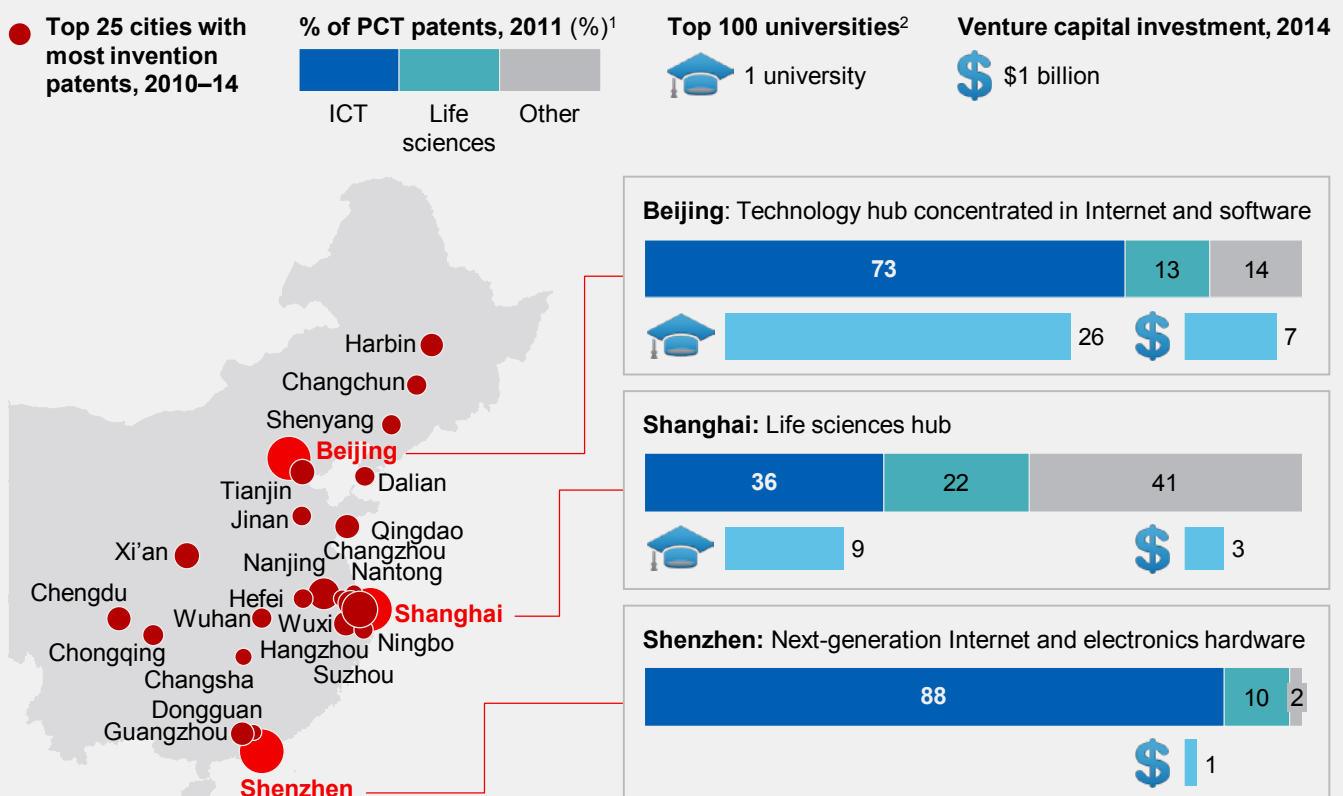 Top 25 cities with
most invention
patents, 2010–14
% of PCT patents, 2011 (%)1
ICT
Life
sciences
Other
Top 100 universities2
1 university
Venture capital investment, 2014
$
$1 billion
Beijing: Technology hub concentrated in Internet and software
73
13
14
26
$
7
Shanghai: Life sciences hub
36
22
41
9
$
3
Shenzhen: Next-generation Internet and electronics hardware
88
10
2
$
1
Harbin
Changchun
Shenyang
Beijing
Tianjin
Dalian
Jinan
Qingdao
Xi’an
Changzhou
Nanjing
Nantong
Chengdu
Hefei
Wuhan
Shanghai
Wuxi
Ningbo
Chongqing
Hangzhou
Suzhou
Changsha
Dongguan
Guangzhou
Shenzhen